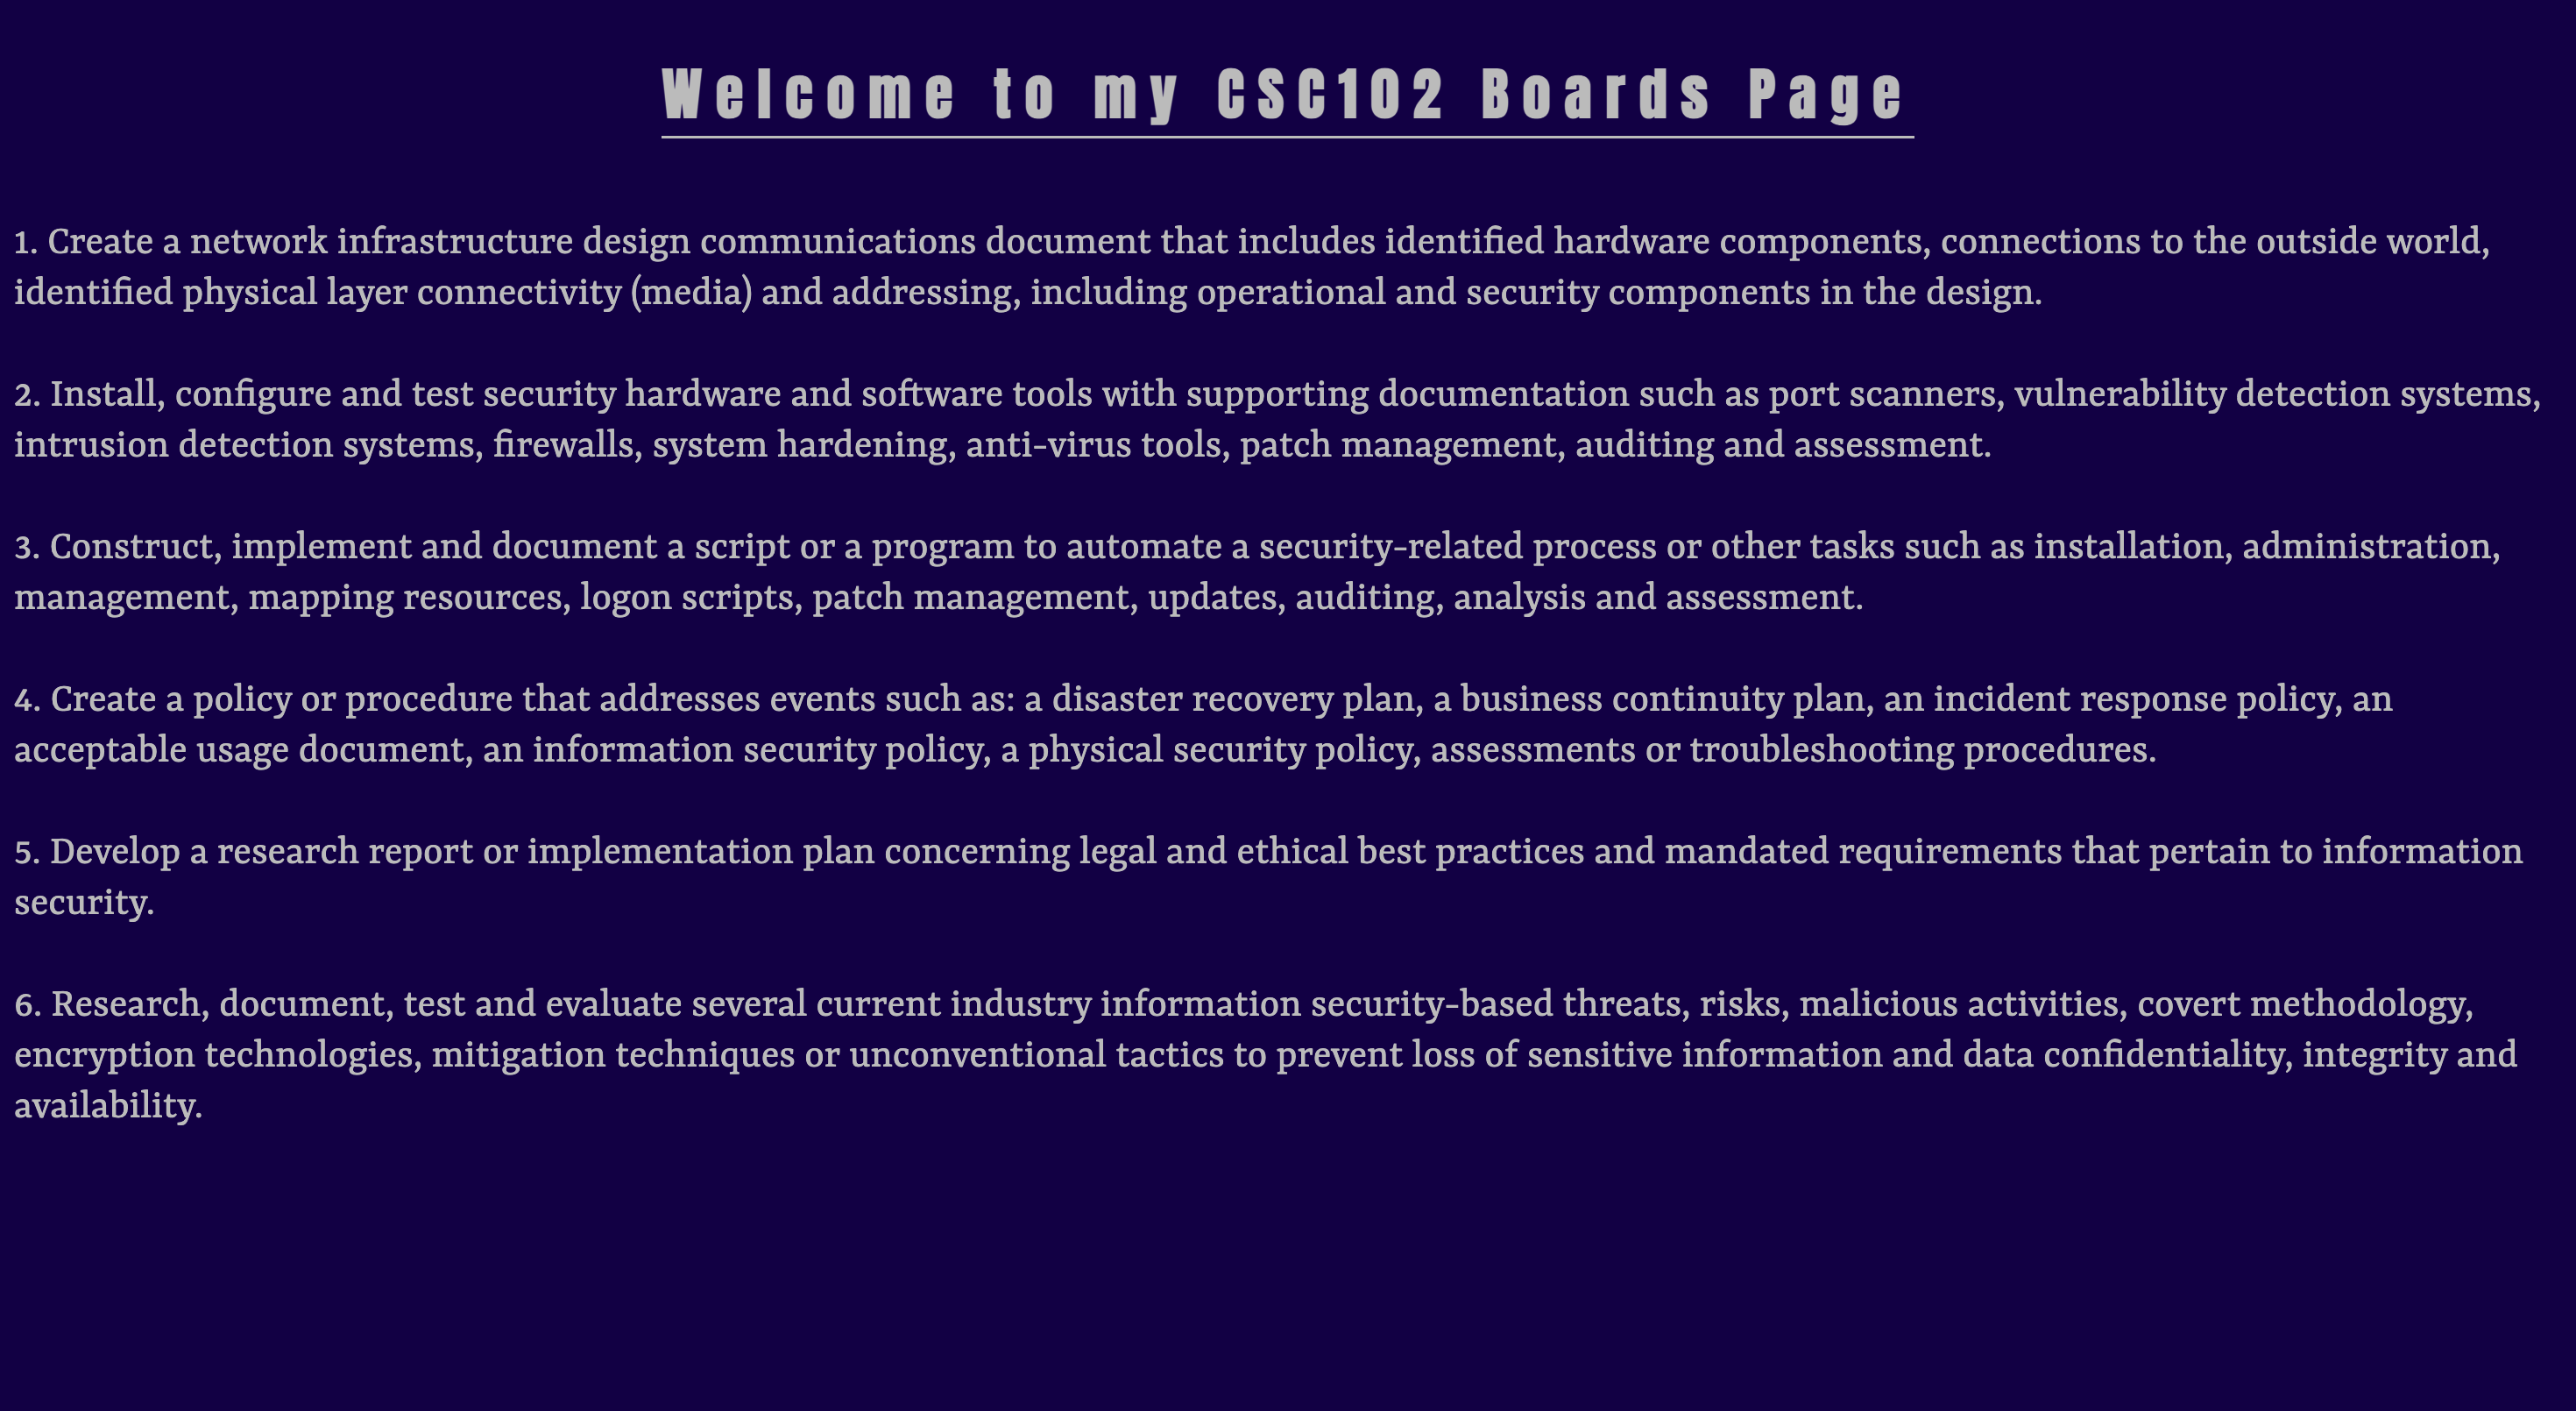 Welcome to my CSC102 Boards Page
1. Create a network infrastructure design communications document that includes identified hardware components, connections to the outside world,
identified physical layer connectivity (media) and addressing, including operational and security components in the design.
2. Install, configure and test security hardware and software tools with supporting documentation such as port scanners, vulnerability detection systems,
intrusion detection systems, firewalls, system hardening, anti-virus tools, patch management, auditing and assessment.
3. Construct, implement and document a script or a program to automate a security-related process or other tasks such as installation, administration,
management, mapping resources, logon scripts, patch management, updates, auditing, analysis and assessment.
4. Create a policy or procedure that addresses events such as: a disaster recovery plan, a business continuity plan, an incident response policy, an
acceptable usage document, an information security policy, a physical security policy, assessments or troubleshooting procedures.
5. Develop a research report or implementation plan concerning legal and ethical best practices and mandated requirements that pertain to information
security.
6. Research, document, test and evaluate several current industry information security-based threats, risks, malicious activities, covert methodology,
encryption technologies, mitigation techniques or unconventional tactics to prevent loss of sensitive information and data confidentiality, integrity and
availability.